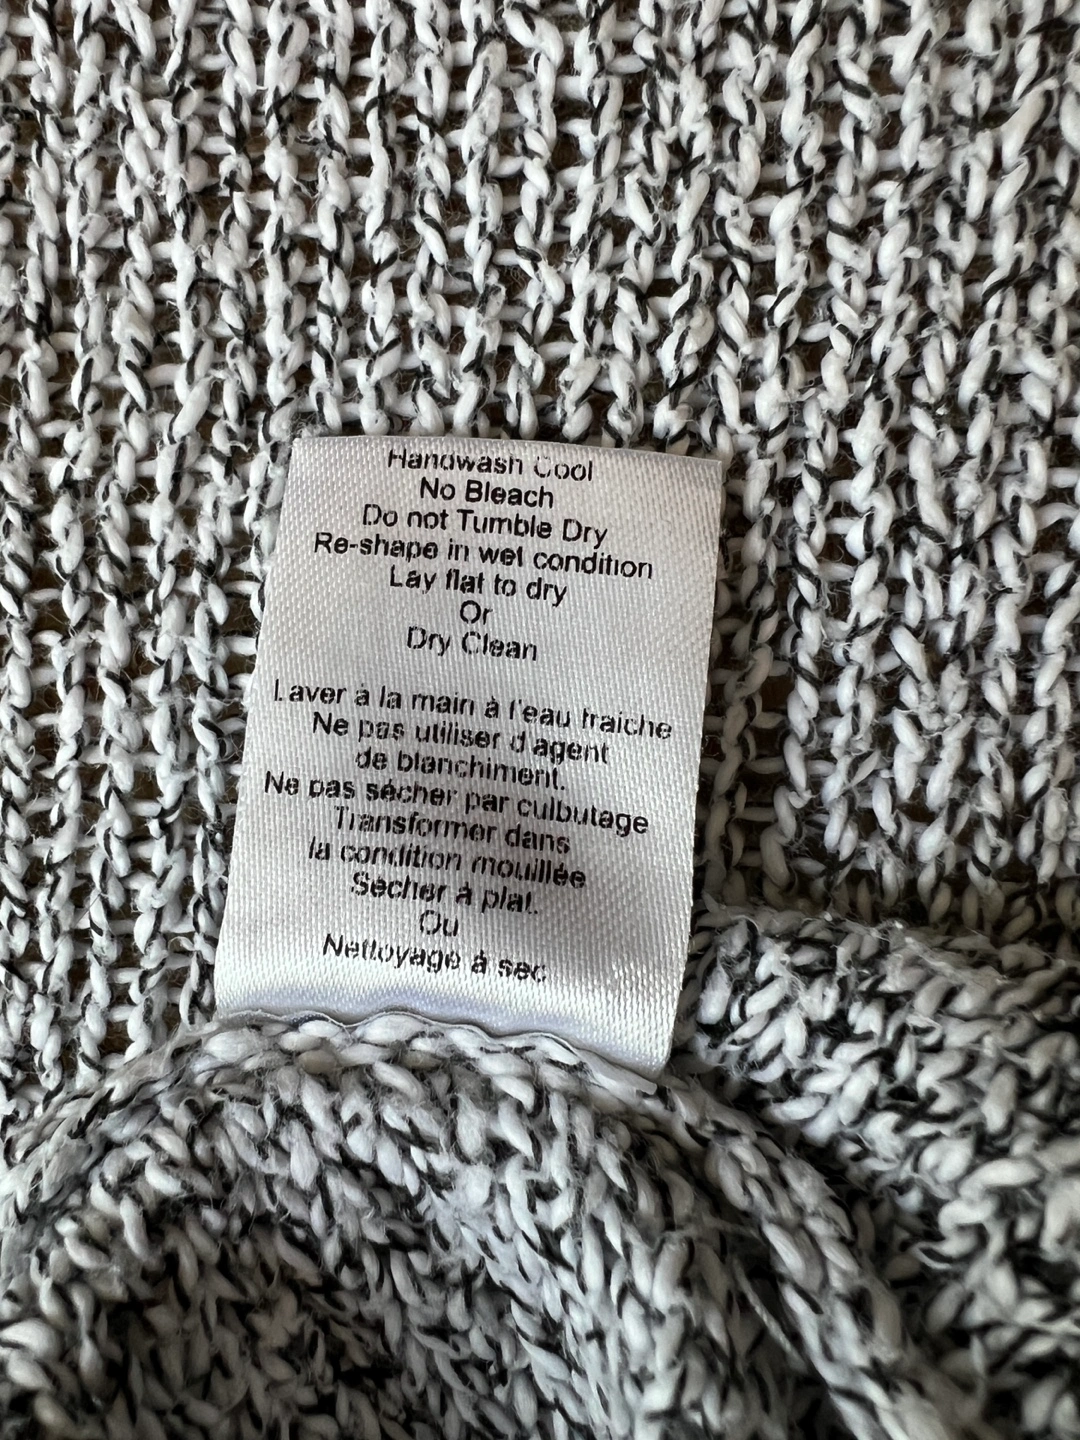 Handwash Cool
No Bleach
Do not Tumble Dry
Re-shape in wet condition
Lay flat to dry
Or
Dry Clean
Laver à la main à l'eau fraiche
Ne pas utiliser d'agent
de blanchiment.
Ne pas sécher par culbutage
Transformer dans
la condition mouillée
Sécher à plat.
Ou
Nettoyage à sec